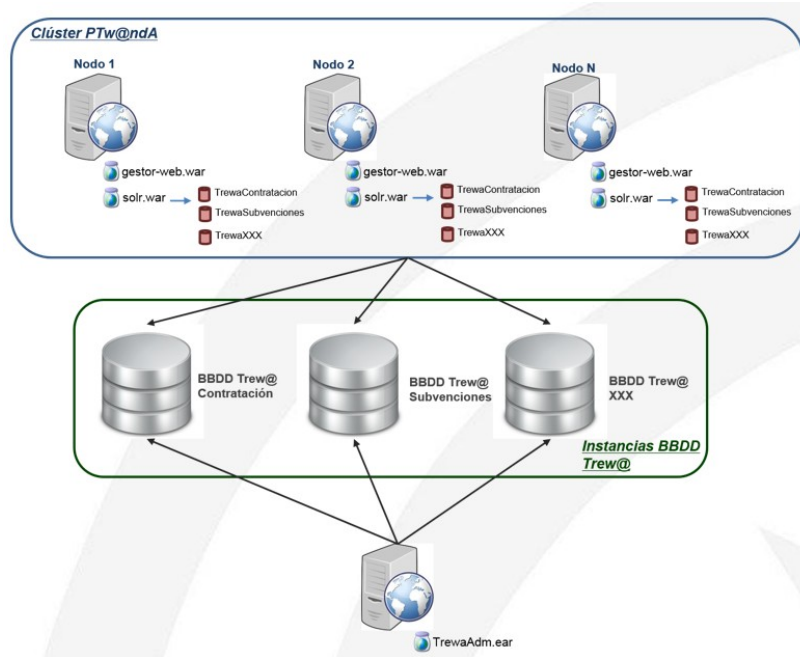 Clúster PTw@ndA
Nodo 1
Nodo 2
Nodo N
gestor-web.war
solr.war
TrewaContratacion
TrewaSubvenciones
TrewaXXX
gestor-web.war
solr.war
TrewaContratacion
TrewaSubvenciones
TrewaXXX
gestor-web.war
solr.war
TrewaContratacion
TrewaSubvenciones
TrewaXXX
BBDD Trew@
Contratación
BBDD Trew@
Subvenciones
BBDD Trew@
XXX
Instancias BBDD
Trew@
TrewaAdm.ear